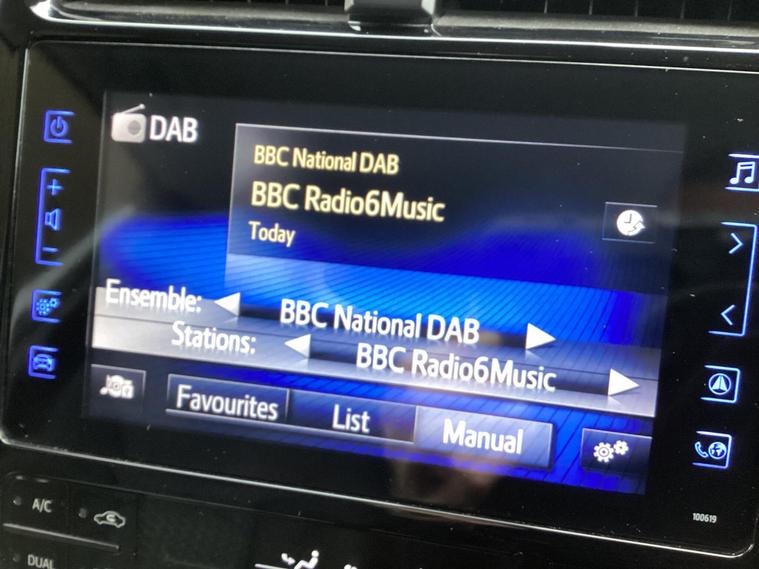 DAB
BBC National DAB
BBC Radio6Music
Today
Ensemble: BBC National DAB
Stations: BBC Radio6Music
Favourites List Manual
100619
A/C
DUAL